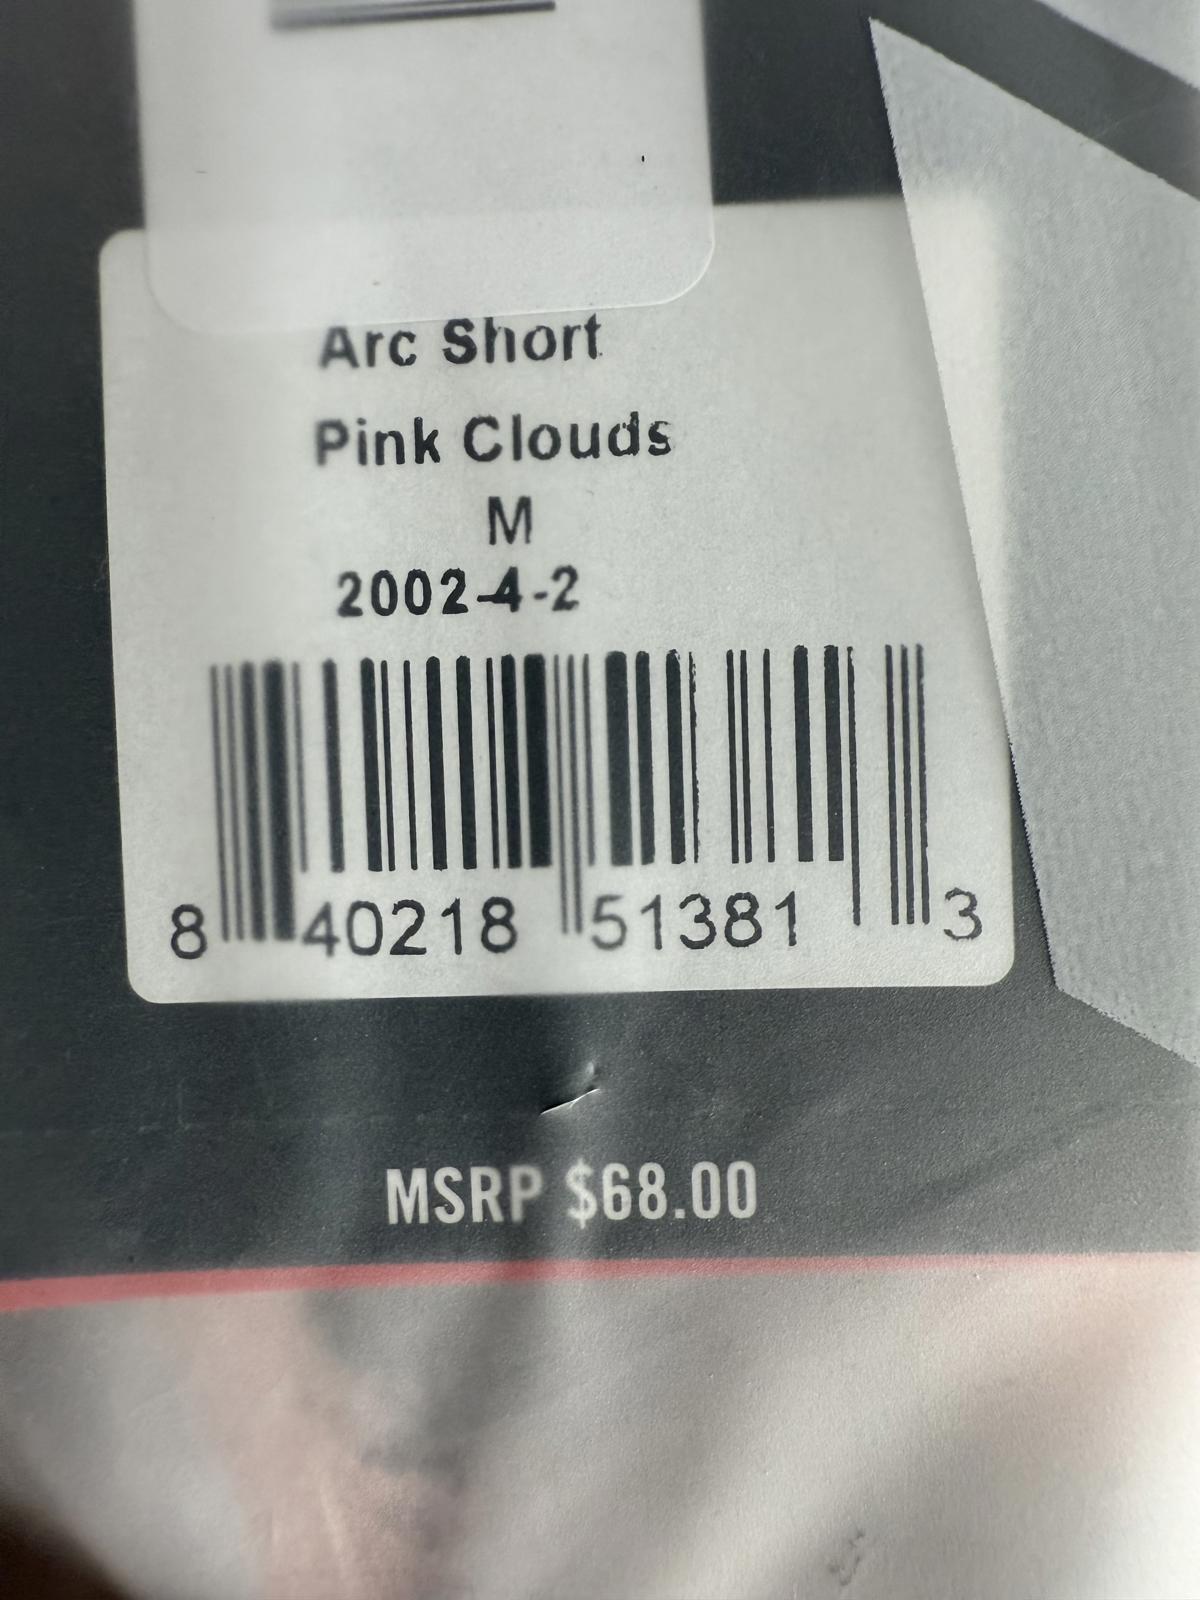 Arc Short
Pink Clouds
M
2002-4-2
8 40218 51381 3
MSRP $68.00